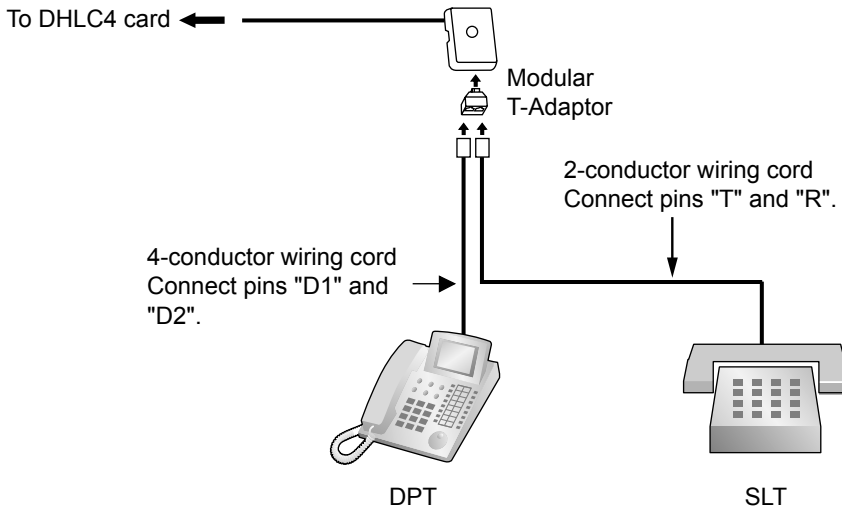 To DHLC4 card
Modular
T-Adaptor
2-conductor wiring cord
Connect pins "T" and "R".
4-conductor wiring cord
Connect pins "D1" and
"D2".
DPT
SLT